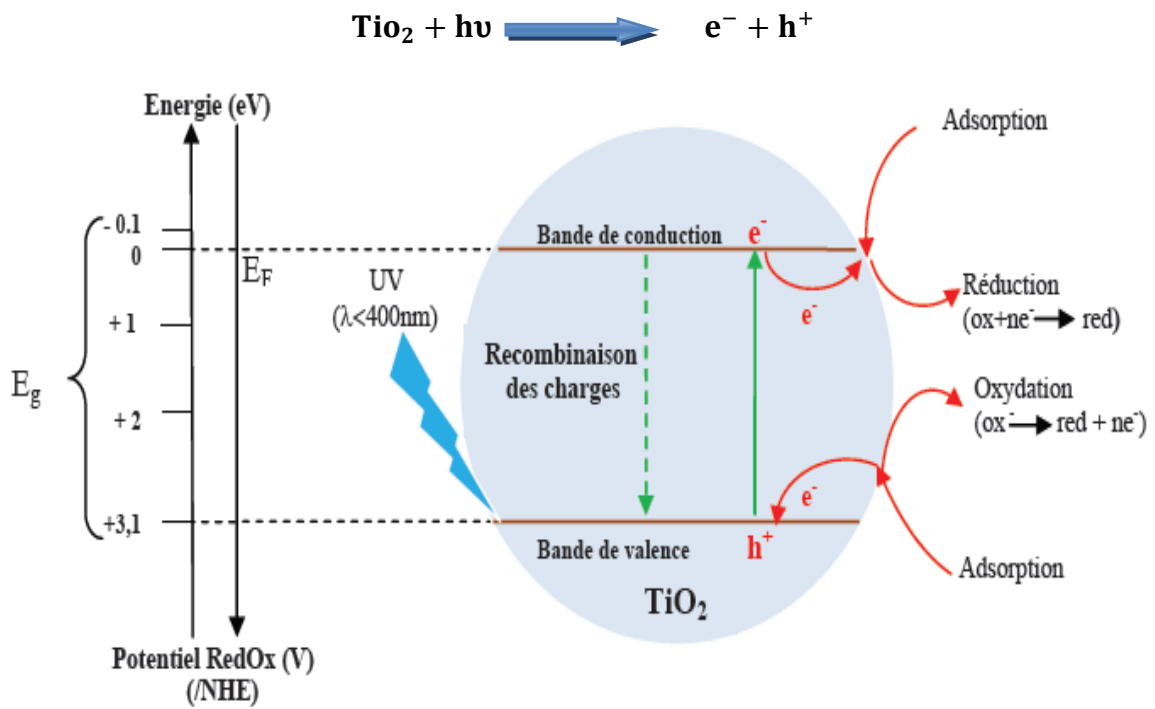 Tio₂ + hυ e⁻ + h⁺
Energie (eV)
Adsorption
- 0.1
0
Bande de conduction e⁻
E_F
UV
(λ<400nm)
e⁻
Réduction
(ox+ne⁻ → red)
+ 1
Recombinaison
des charges
E_g
Oxydation
(ox⁻ → red + ne⁻)
+ 2
e⁻
+3,1
Bande de valence h⁺
Adsorption
TiO₂
Potentiel RedOx (V)
(/NHE)